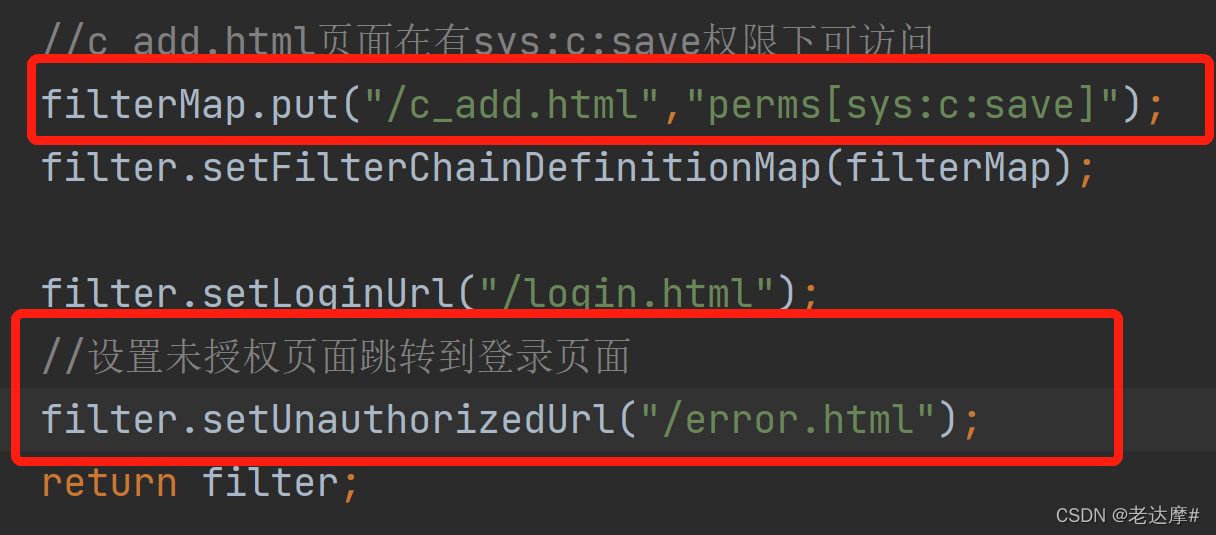 //c_add.html页面在有sys:c:save权限下可访问
filterMap.put("/c_add.html","perms[sys:c:save]");
filter.setFilterChainDefinitionMap(filterMap);
filter.setLoginUrl("/login.html");
//设置未授权页面跳转到登录页面
filter.setUnauthorizedUrl("/error.html");
return filter;
CSDN @老达摩#